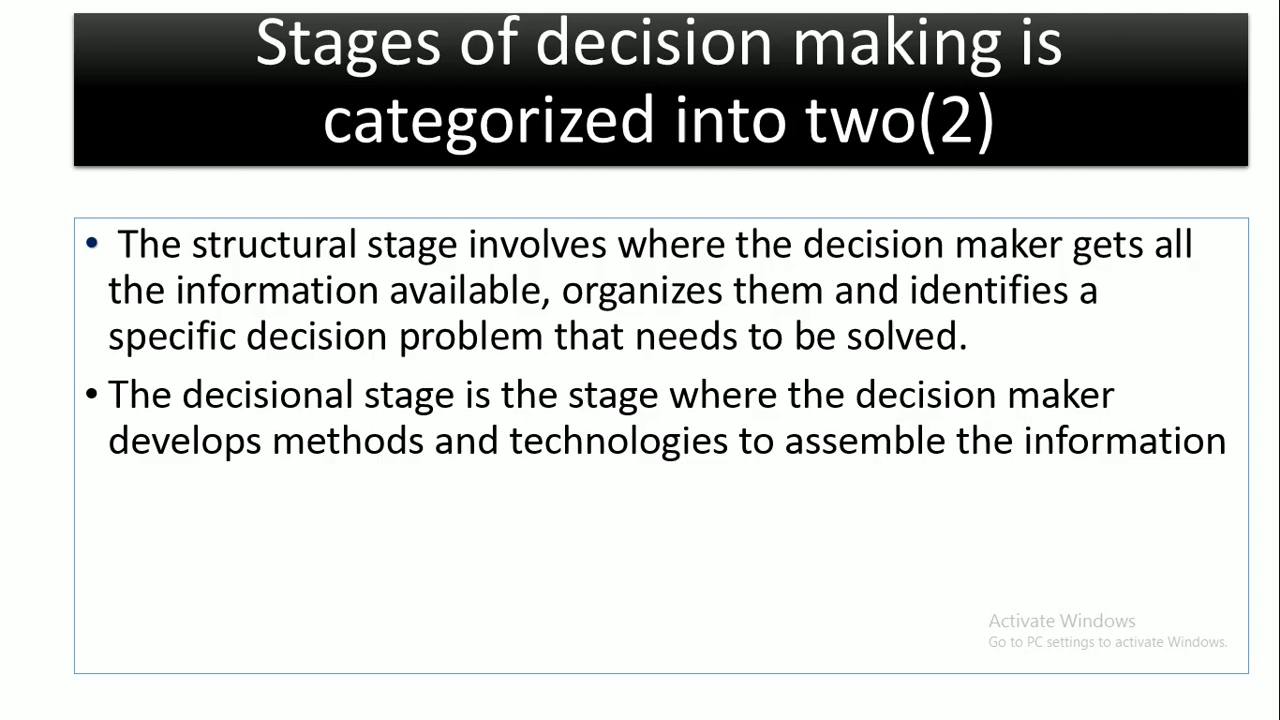 Stages of decision making is
categorized into two(2)
• The structural stage involves where the decision maker gets all
the information available, organizes them and identifies a
specific decision problem that needs to be solved.
• The decisional stage is the stage where the decision maker
develops methods and technologies to assemble the information
Activate Windows
Go to PC settings to activate Windows.